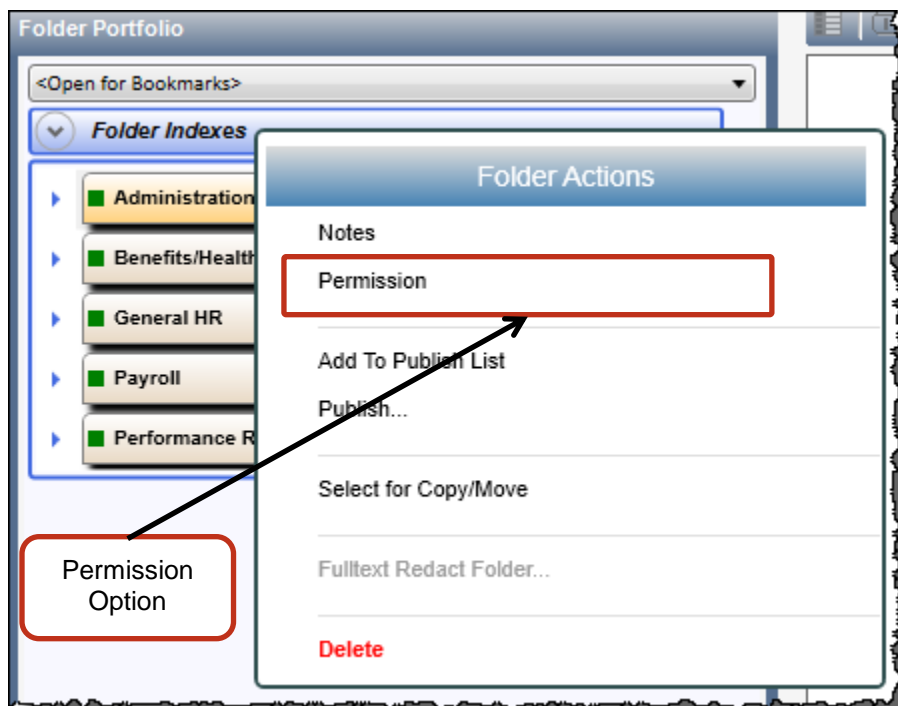 Folder Portfolio
<Open for Bookmarks>
Folder Indexes
Administration
Benefits/Health
General HR
Payroll
Performance R
Folder Actions
Notes
Permission
Add To Publish List
Publish...
Select for Copy/Move
Fulltext Redact Folder...
Delete
Permission
Option